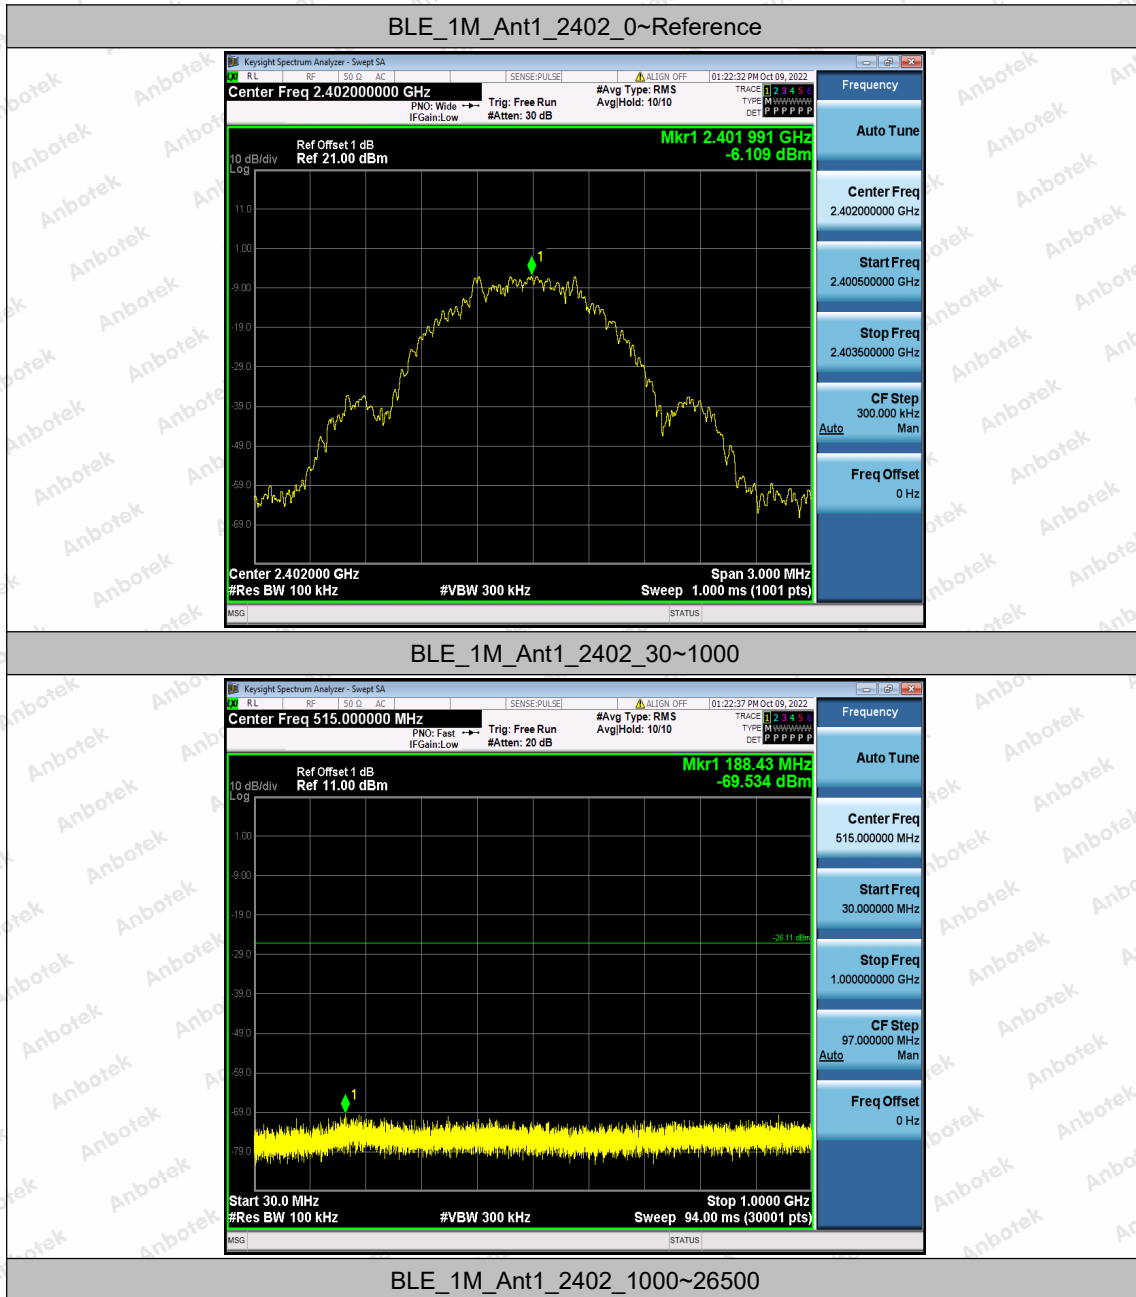 BLE_1M_Ant1_2402_0~Reference
Keysight Spectrum Analyzer - Swept SA
LXI RL RF 50 Ω AC SENSE:PULSE ALIGN OFF 01:22:32 PM Oct 09, 2022
Center Freq 2.402000000 GHz
PNO: Wide
IFGain:Low
Trig: Free Run
#Atten: 30 dB
#Avg Type: RMS
Avg|Hold: 10/10
TRACE 1 2 3 4 5 6
TYPE M W W W W W
DET P P P P P P
Ref Offset 1 dB
Ref 21.00 dBm
10 dB/div
Log
Mkr1 2.401 991 GHz
-6.109 dBm
11.0
1.00
-9.00
-19.0
-29.0
-39.0
-49.0
-59.0
-69.0
1
Center 2.402000 GHz
Span 3.000 MHz
#Res BW 100 kHz
#VBW 300 kHz
Sweep 1.000 ms (1001 pts)
MSG
STATUS
Frequency
Auto Tune
Center Freq
2.402000000 GHz
Start Freq
2.400500000 GHz
Stop Freq
2.403500000 GHz
CF Step
300.000 kHz
Auto Man
Freq Offset
0 Hz
BLE_1M_Ant1_2402_30~1000
Keysight Spectrum Analyzer - Swept SA
LXI RL RF 50 Ω AC SENSE:PULSE ALIGN OFF 01:22:37 PM Oct 09, 2022
Center Freq 515.000000 MHz
PNO: Fast
IFGain:Low
Trig: Free Run
#Atten: 20 dB
#Avg Type: RMS
Avg|Hold: 10/10
TRACE 1 2 3 4 5 6
TYPE M W W W W W
DET P P P P P P
Ref Offset 1 dB
Ref 11.00 dBm
10 dB/div
Log
Mkr1 188.43 MHz
-69.534 dBm
1.00
-9.00
-19.0
-29.0
-39.0
-49.0
-59.0
-69.0
-79.0
-26.11 dBm
1
Start 30.0 MHz
Stop 1.0000 GHz
#Res BW 100 kHz
#VBW 300 kHz
Sweep 94.00 ms (30001 pts)
MSG
STATUS
Frequency
Auto Tune
Center Freq
515.000000 MHz
Start Freq
30.000000 MHz
Stop Freq
1.000000000 GHz
CF Step
97.000000 MHz
Auto Man
Freq Offset
0 Hz
BLE_1M_Ant1_2402_1000~26500